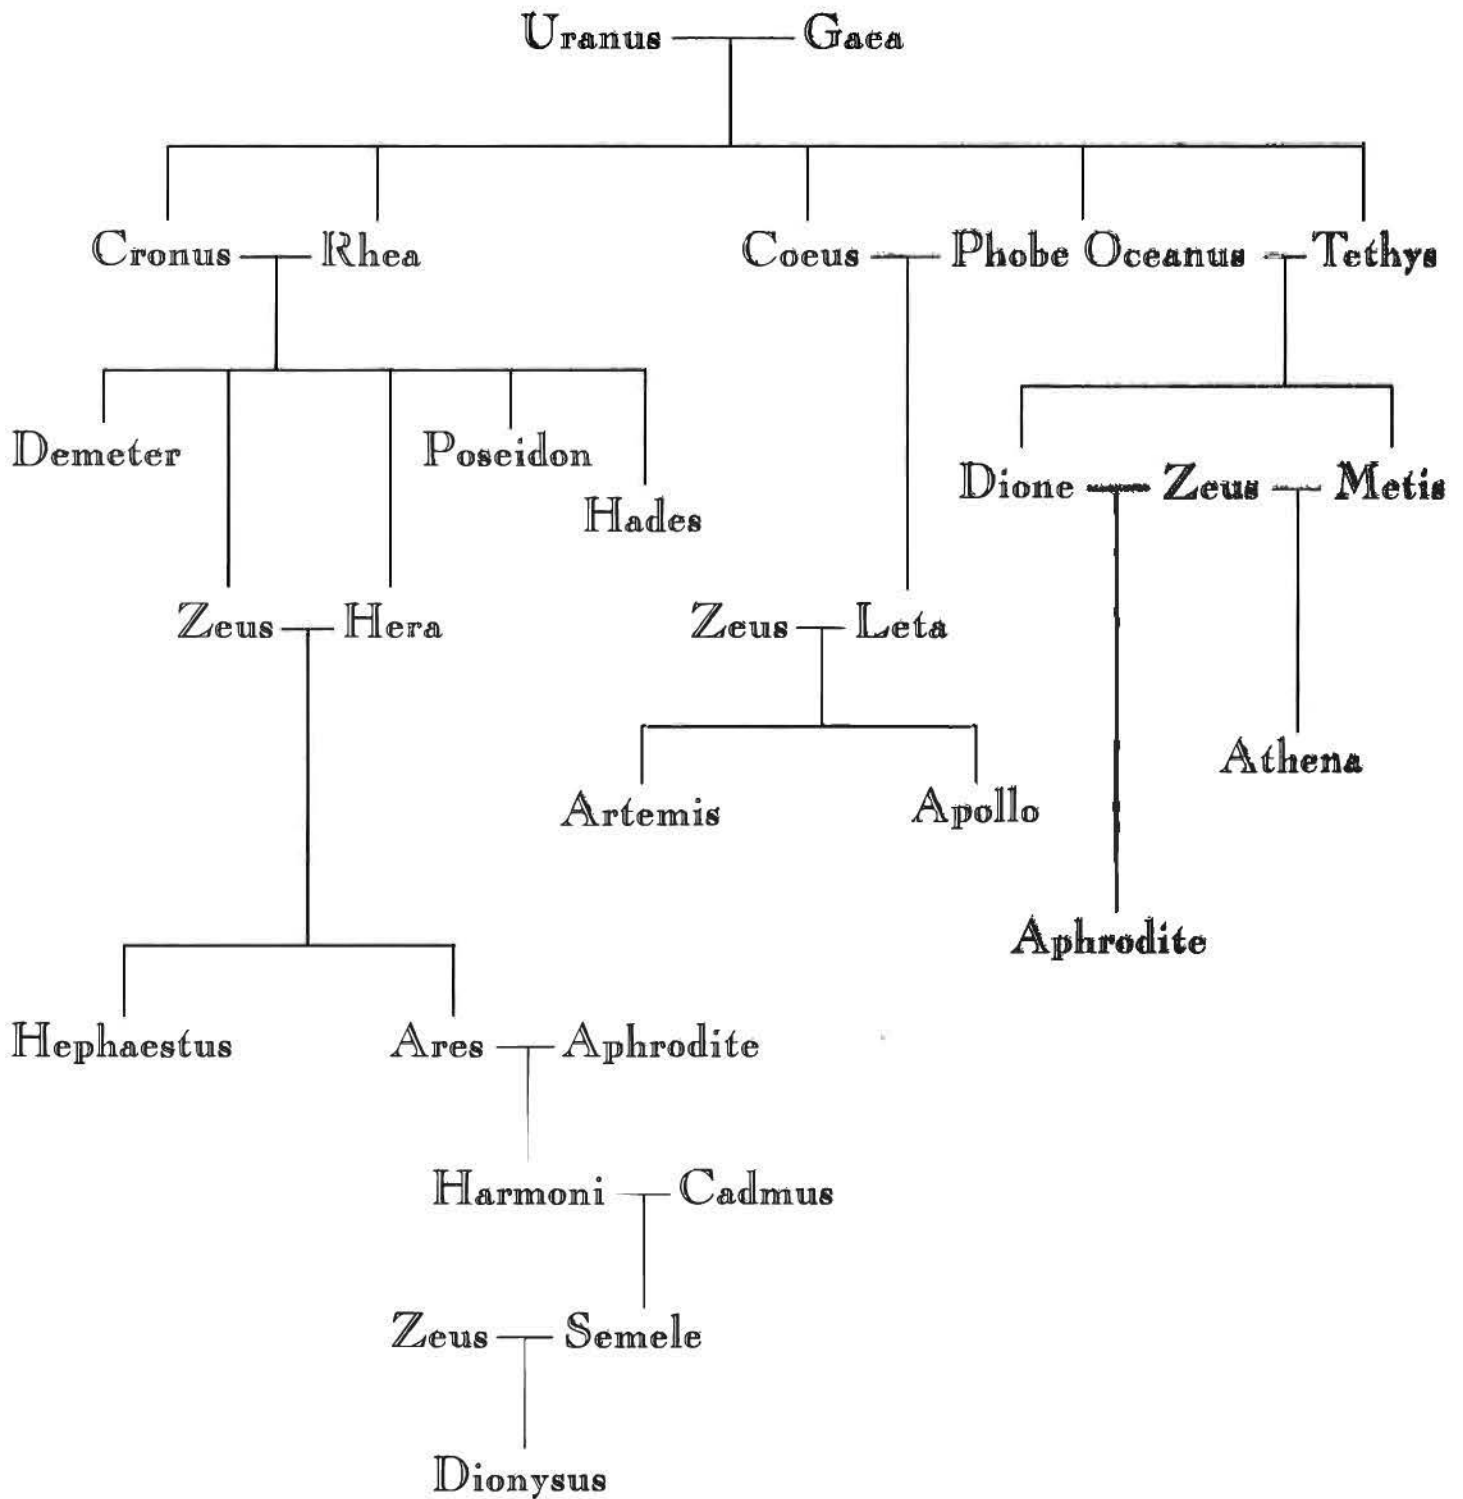 Uranus Gaea
Cronus Rhea Coeus Phobe Oceanus Tethys
Demeter Poseidon
Dione Zeus Metis
Hades
Zeus Hera Zeus Leta
Athena
Artemis Apollo
Aphrodite
Hephaestus Ares Aphrodite
Harmoni Cadmus
Zeus Semele
Dionysus